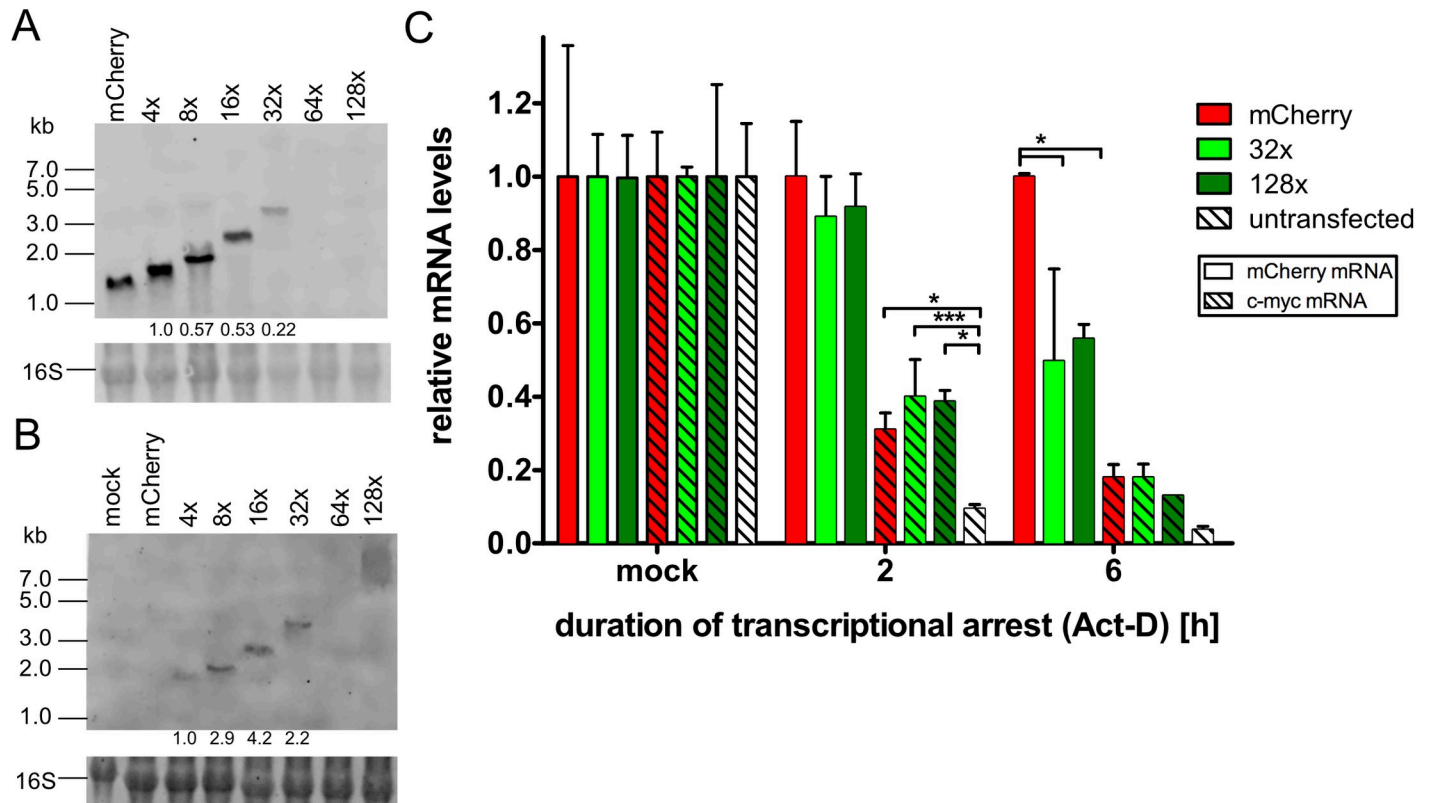 A
mCherry
4x
8x
16x
32x
64x
128x
kb
7.0
5.0
3.0
2.0
1.0
1.0 0.57 0.53 0.22
16S
B
mock
mCherry
4x
8x
16x
32x
64x
128x
kb
7.0
5.0
3.0
2.0
1.0
1.0 2.9 4.2 2.2
16S
C
relative mRNA levels
1.2
1.0
0.8
0.6
0.4
0.2
0.0
*
***
*
*
mock 2 6
duration of transcriptional arrest (Act-D) [h]
mCherry
32x
128x
untransfected
mCherry mRNA
c-myc mRNA